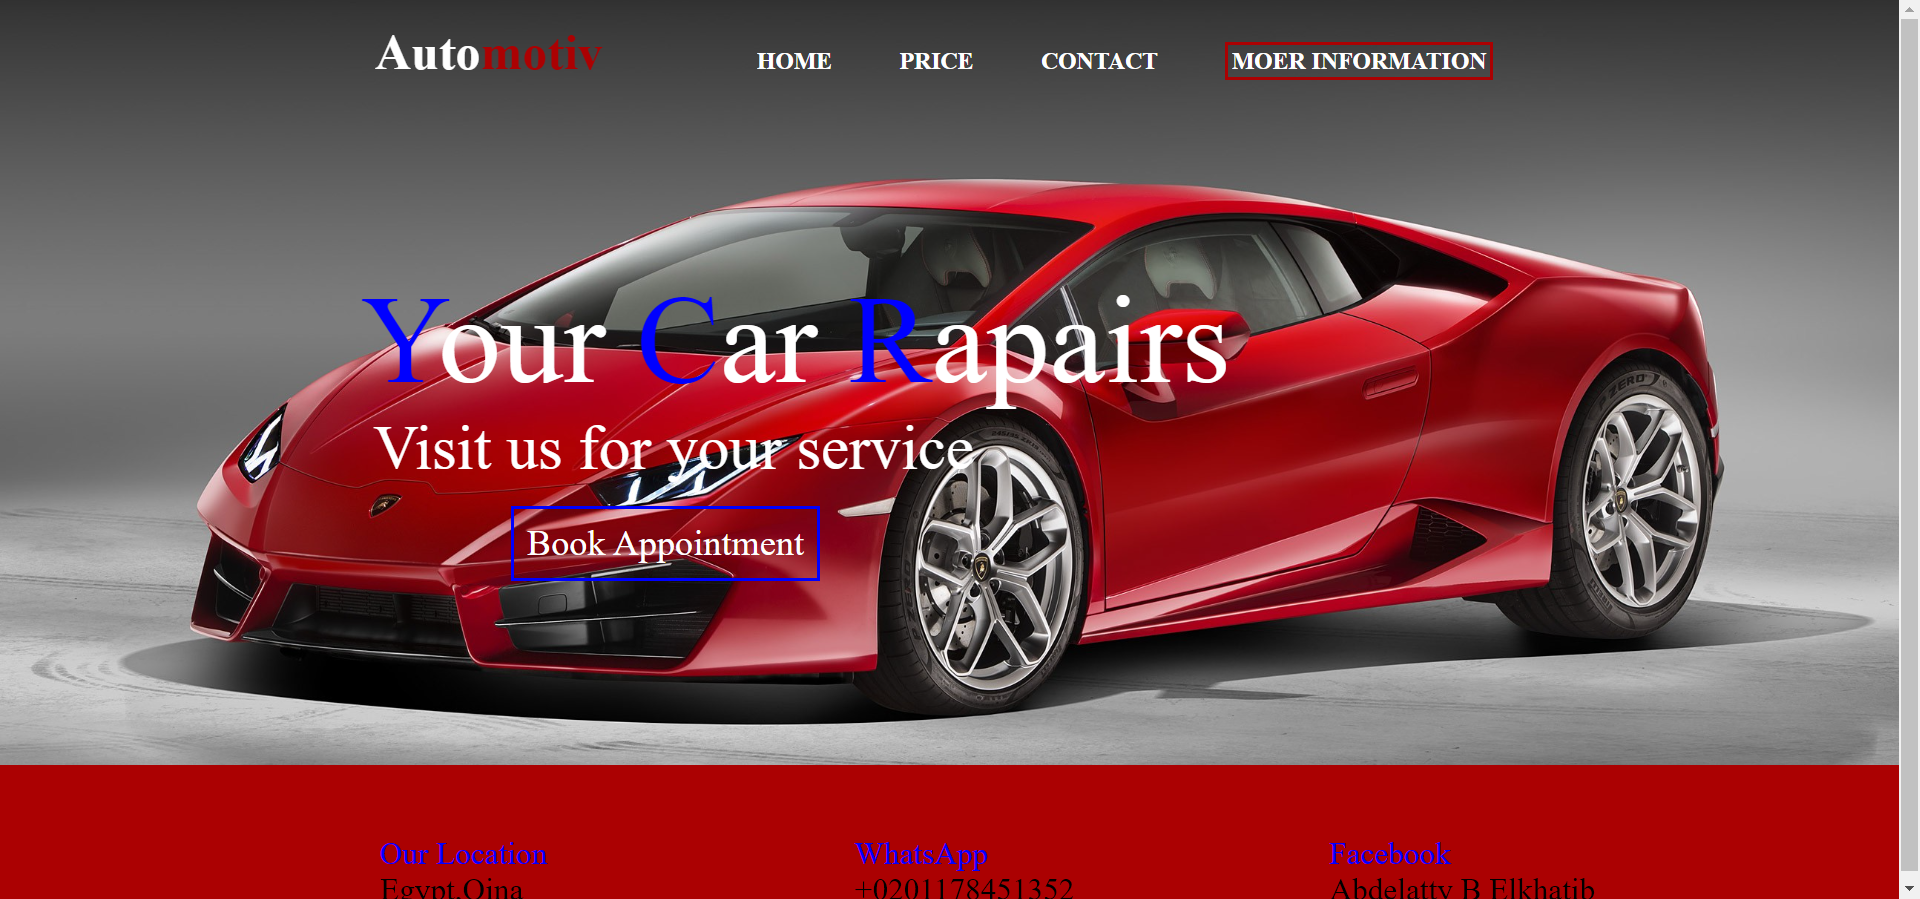 Automotiv
HOME PRICE CONTACT MOER INFORMATION
Your Car Rapairs
Visit us for your service
Book Appointment
Our Location WhatsApp Facebook
Egypt,Qina +0201178451352 Abdelatty B Elkhatib